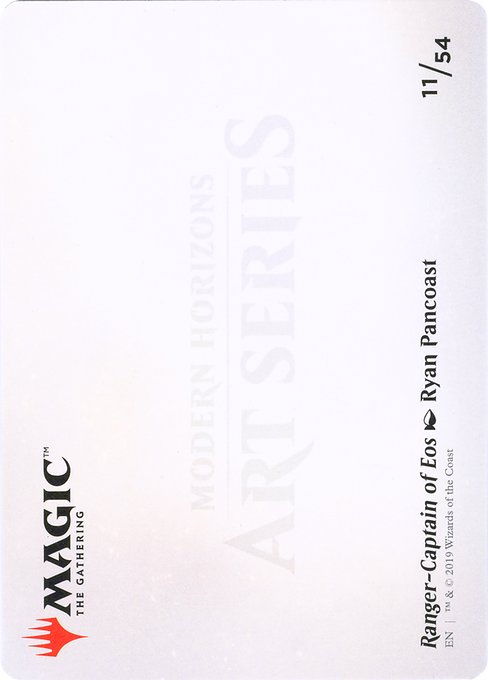 MAGIC™
THE GATHERING
MODERN HORIZONS
ART SERIES
Ranger-Captain of Eos Ryan Pancoast
EN | ™ & © 2019 Wizards of the Coast
11/54